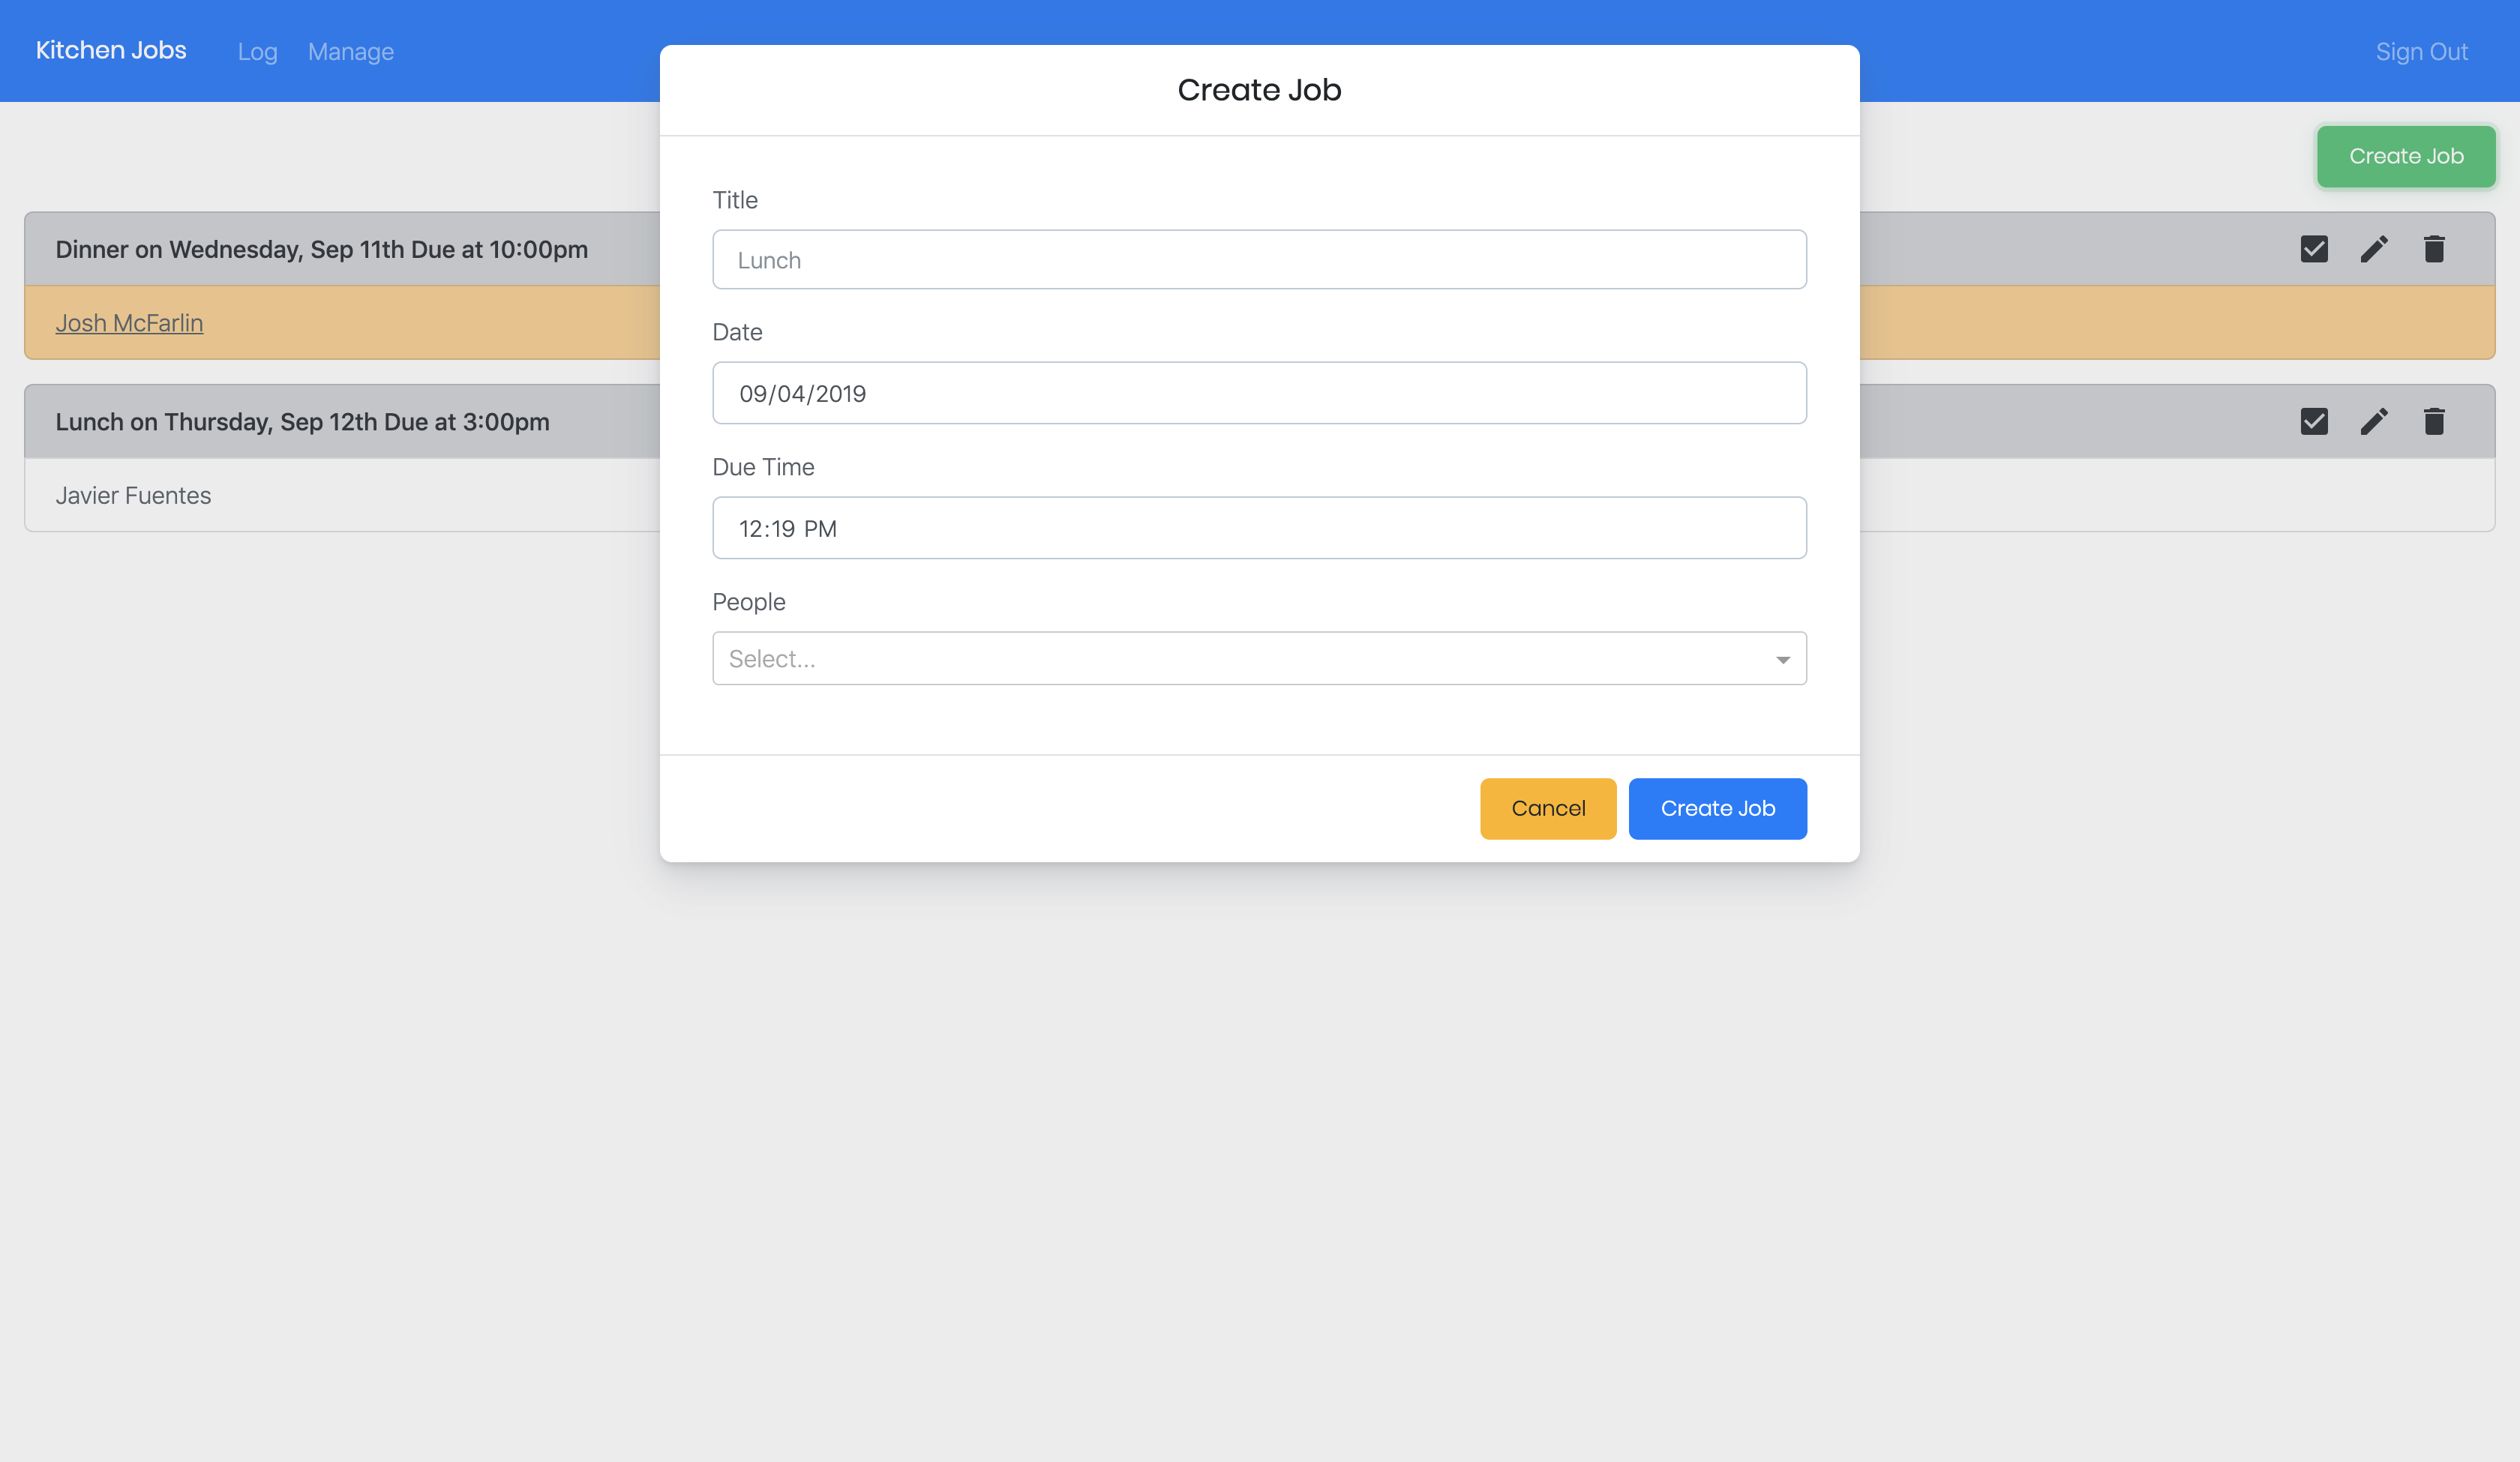 Kitchen Jobs Log Manage Sign Out
Create Job
Create Job
Dinner on Wednesday, Sep 11th Due at 10:00pm
Josh McFarlin
Lunch on Thursday, Sep 12th Due at 3:00pm
Javier Fuentes
Title
Lunch
Date
09/04/2019
Due Time
12:19 PM
People
Select...
Cancel Create Job